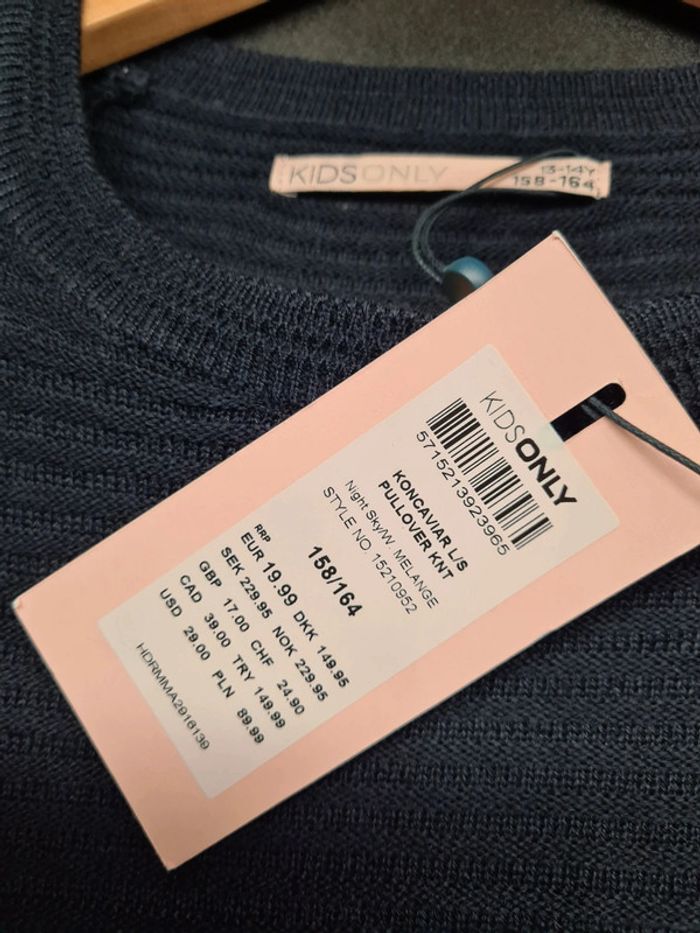 KIDSONLY
13-14Y
158-164
KIDSONLY
5715213923965
KONCAVIAR L/S
PULLOVER KNT
Night Sky/W. MELANGE
STYLE NO. 15210952
158/164
RRP
EUR 19.99 DKK 149.95
SEK 229.95 NOK 229.95
GBP 17.00 CHF 24.90
CAD 39.00 TRY 149.99
USD 29.00 PLN 89.99
HDRMMA2916139